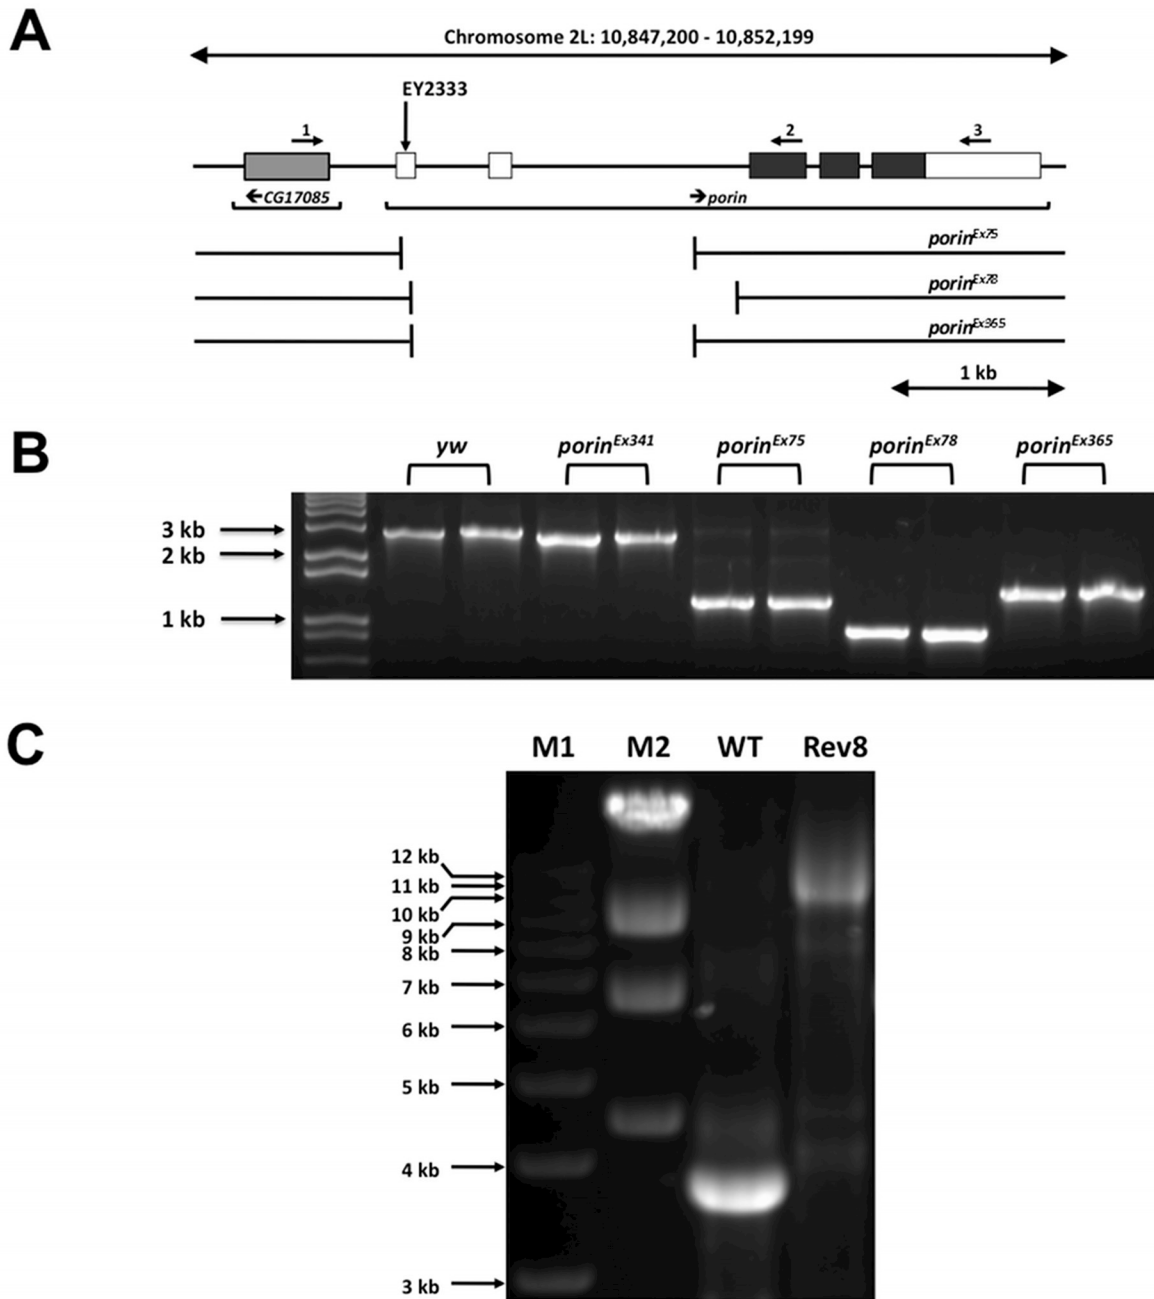 A
Chromosome 2L: 10,847,200 - 10,852,199
EY2333
1
2
3
CG17085
porin
porinEx75
porinEx78
porinEx365
1 kb
B
yw
porinEx341
porinEx75
porinEx78
porinEx365
3 kb
2 kb
1 kb
C
M1 M2 WT Rev8
12 kb
11 kb
10 kb
9 kb
8 kb
7 kb
6 kb
5 kb
4 kb
3 kb